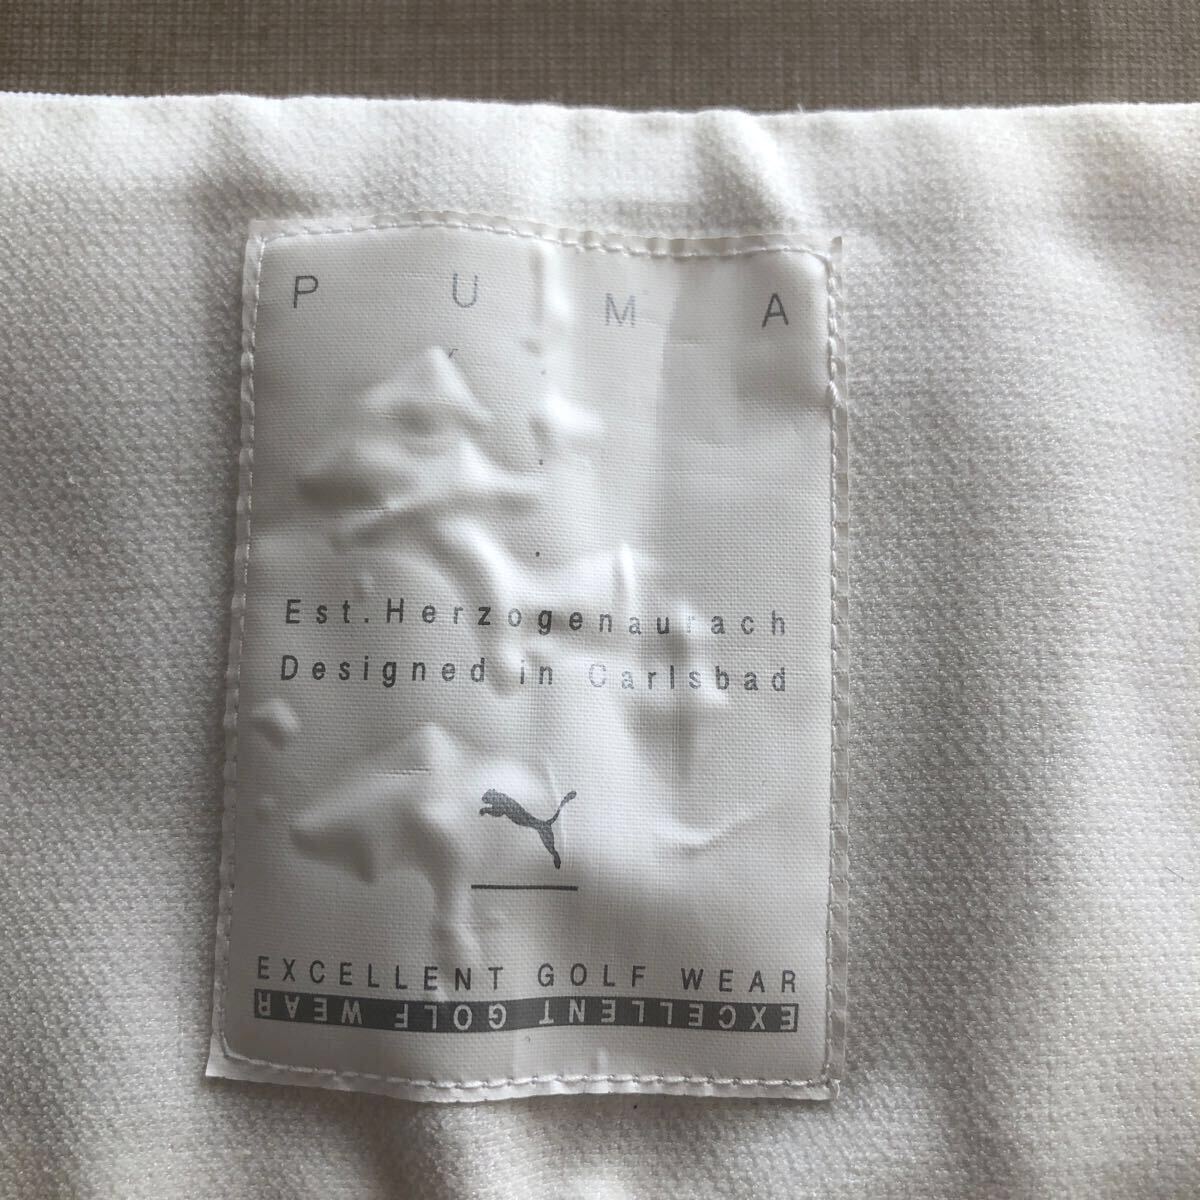 P U M A
Est. Herzogenaurach
Designed in Carlsbad
EXCELLENT GOLF WEAR
EXCELLENT GOLF WEAR